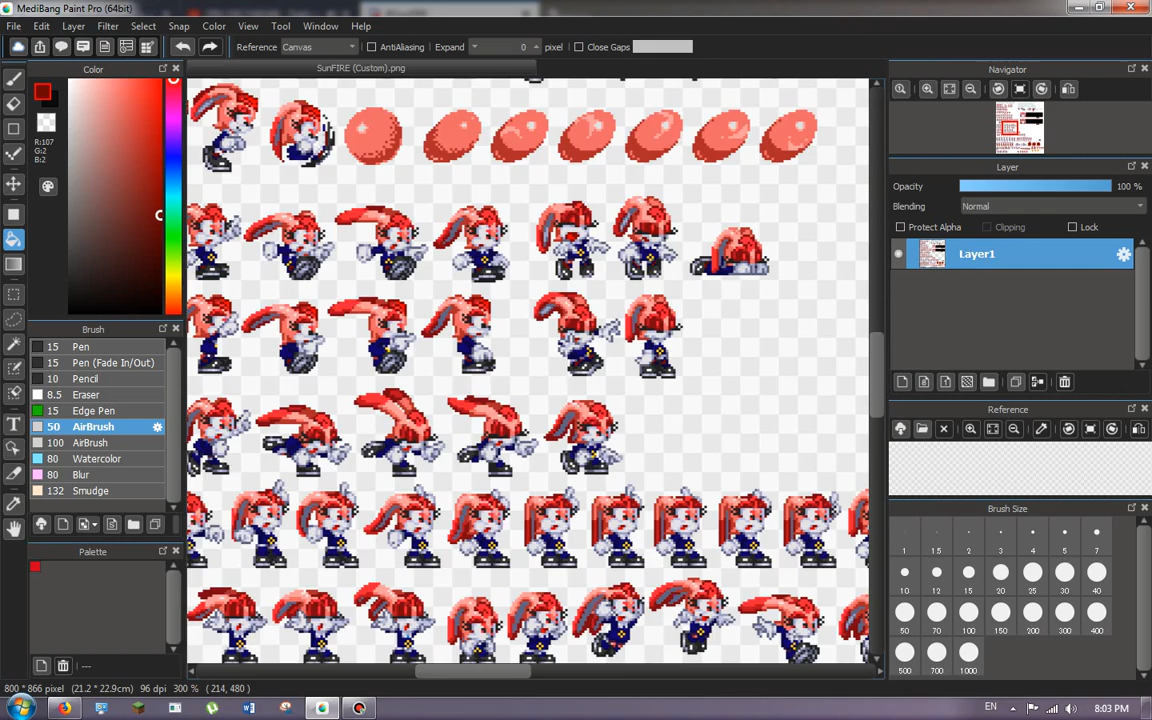 MediBang Paint Pro (64bit)
File Edit Layer Filter Select Snap Color View Tool Window Help
Reference Canvas AntiAliasing Expand 0 pixel Close Gaps
Color
SunFIRE (Custom).png
Navigator
R:107
G:2
B:2
Layer
Opacity 100 %
Blending Normal
Protect Alpha Clipping Lock
Layer1
Brush
15 Pen
15 Pen (Fade In/Out)
10 Pencil
8.5 Eraser
15 Edge Pen
50 AirBrush
100 AirBrush
80 Watercolor
80 Blur
132 Smudge
Reference
Brush Size
1 1.5 2 3 4 5 7
10 12 15 20 25 30 40
50 70 100 150 200 300 400
500 700 1000
Palette
---
800 * 866 pixel (21.2 * 22.9cm) 96 dpi 300 % ( 214, 480 )
EN 8:03 PM